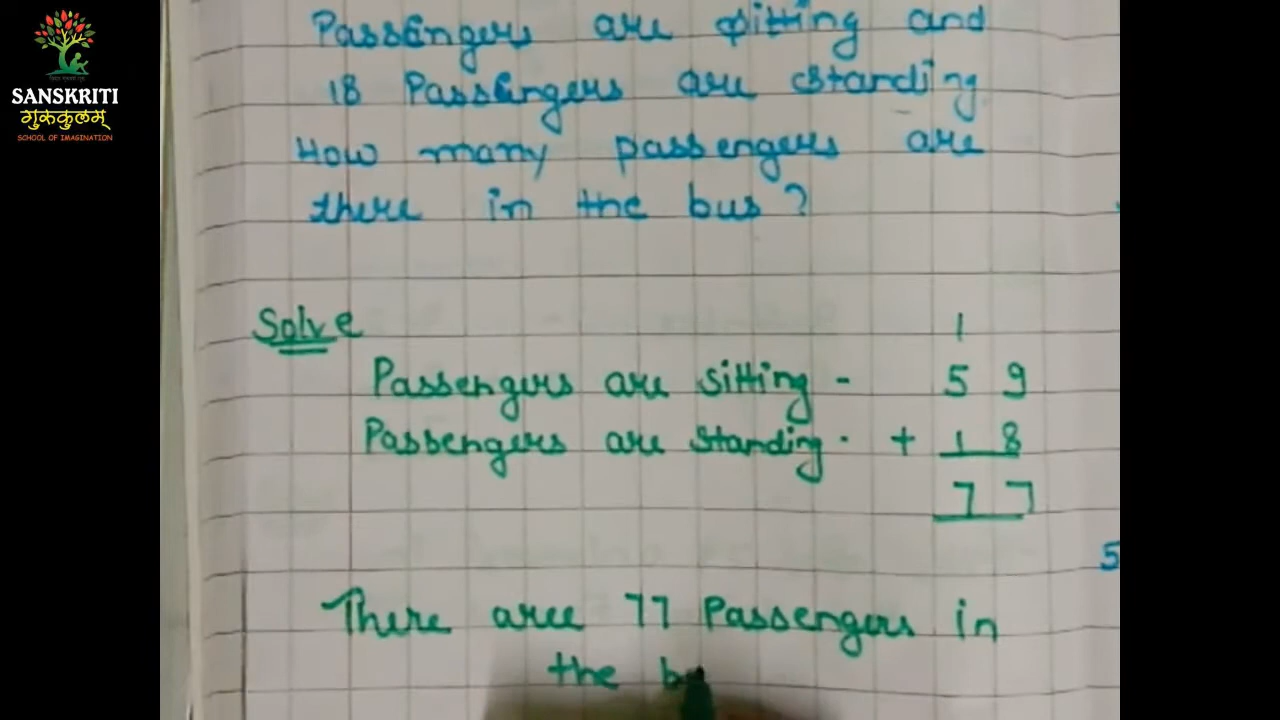 SANSKRITI
गुरुकुलम्
SCHOOL OF IMAGINATION
Passengers are sitting and
18 Passengers are standing
How many passengers are
there in the bus?
Solve
1
Passengers are sitting - 5 9
Passengers are standing. + 1 8
7 7
5
There aree 77 Passengers in
the b